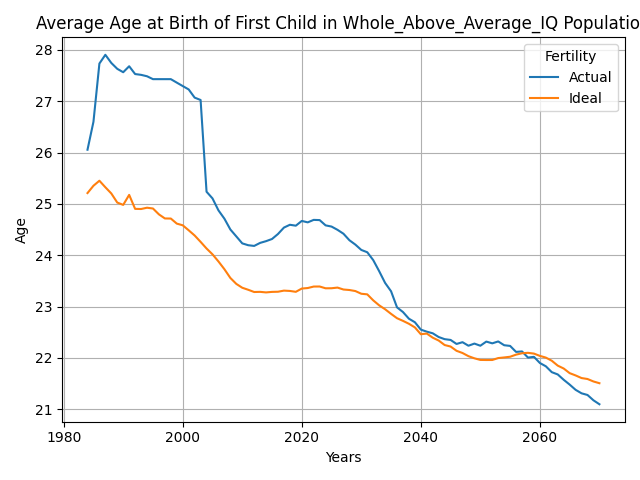 Average Age at Birth of First Child in Whole_Above_Average_IQ Populatio
Fertility
Actual
Ideal
28
27
26
25
24
23
22
21
Age
1980
2000
2020
2040
2060
Years